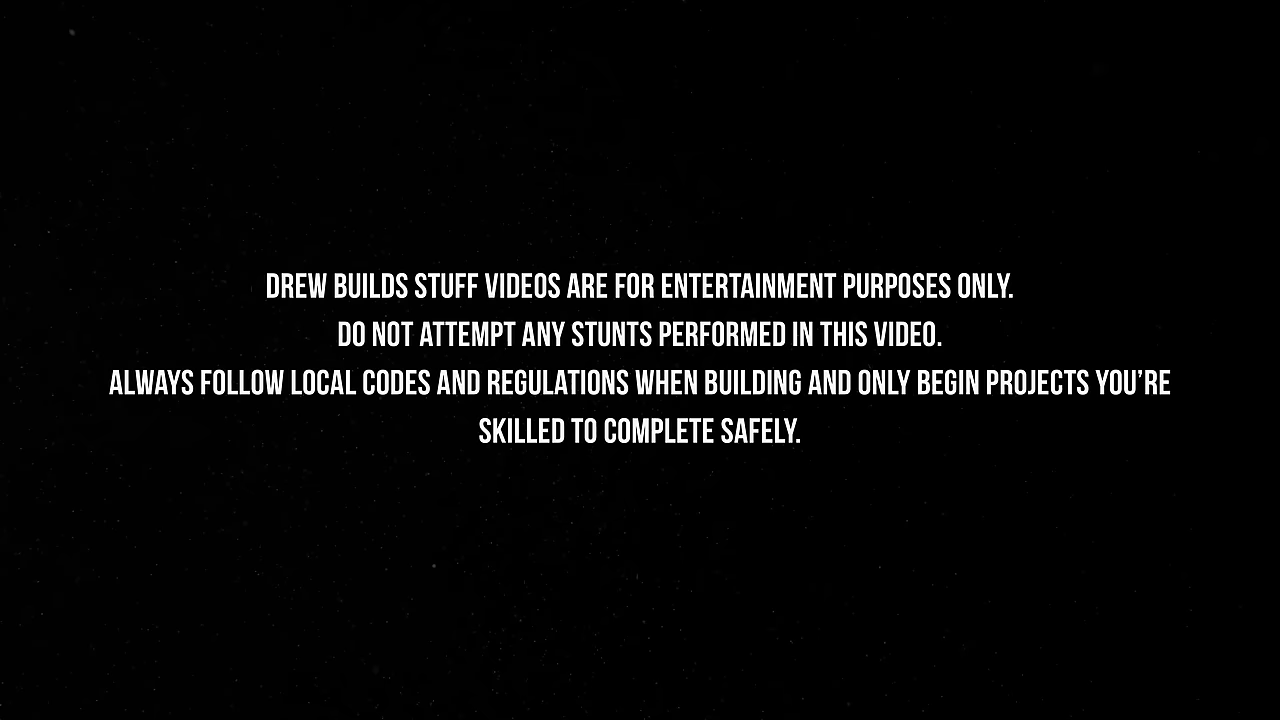 DREW BUILDS STUFF VIDEOS ARE FOR ENTERTAINMENT PURPOSES ONLY.
DO NOT ATTEMPT ANY STUNTS PERFORMED IN THIS VIDEO.
ALWAYS FOLLOW LOCAL CODES AND REGULATIONS WHEN BUILDING AND ONLY BEGIN PROJECTS YOU’RE
SKILLED TO COMPLETE SAFELY.